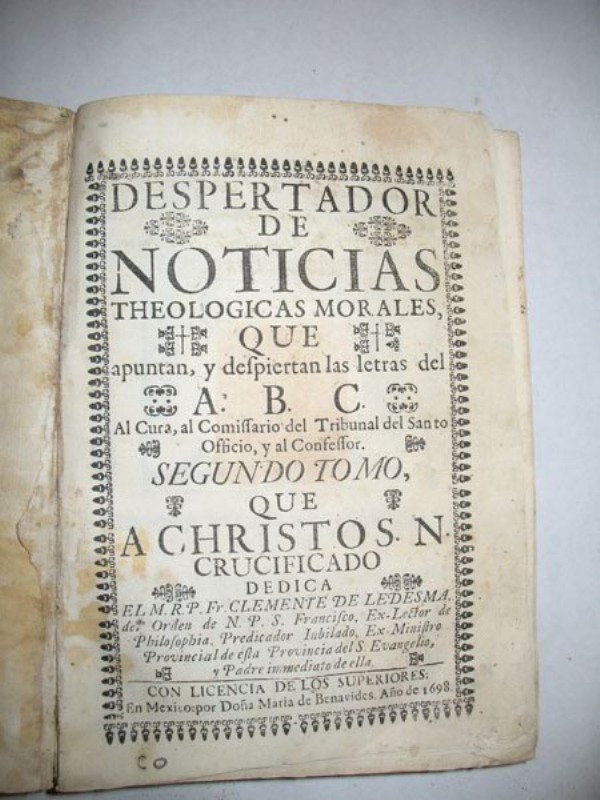 DESPERTADOR
DE
NOTICIAS
THEOLOGICAS MORALES,
QUE
apuntan, y deſpiertan las letras del
A. B. C.
Al Cura, al Comiſſario del Tribunal del Santo
Officio, y al Confeſſor.
SEGUNDO TOMO,
QUE
A CHRISTO S. N.
CRUCIFICADO
DEDICA
EL M. R. P. Fr. CLEMENTE DE LEDESMA,
de Orden de N. P. S. Franciſco, Ex-Lector de
Philoſophia, Predicador Iubilado, Ex-Miniſtro
Provincial de eſta Provincia del S. Evangelio,
y Padre immediato de ella.
CON LICENCIA DE LOS SUPERIORES:
En Mexico: por Doña Maria de Benavides. Año de 1698.
CO